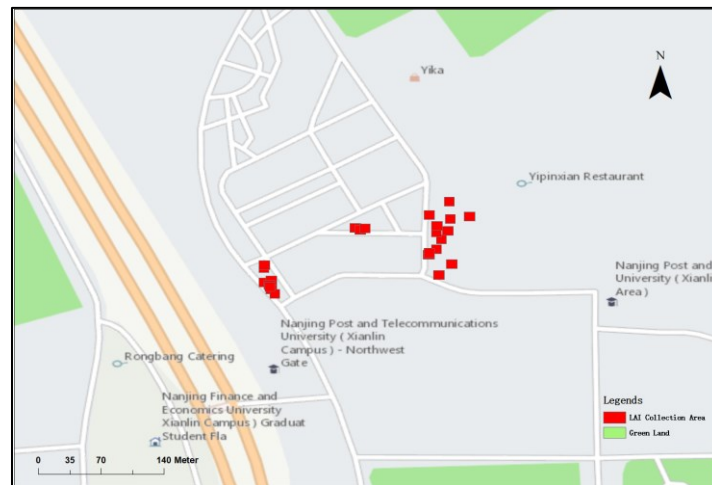 N
Yika
Yipinxian Restaurant
Nanjing Post and
University ( Xianlin
Area )
Nanjing Post and Telecommunications
University ( Xianlin
Campus ) - Northwest
Gate
Rongbang Catering
Nanjing Finance and
Economics University
Xianlin Campus ) Graduat
Student Fla
Legends
LAI Collection Area
Green Land
0 35 70 140 Meter